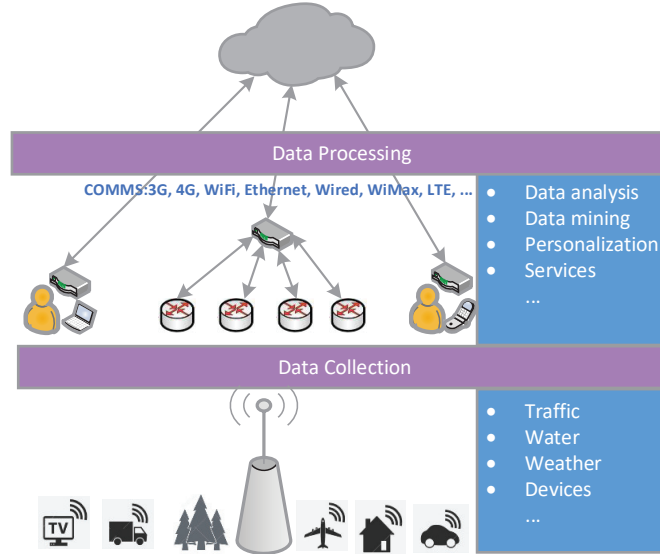 Data Processing
COMMS:3G, 4G, WiFi, Ethernet, Wired, WiMax, LTE, ...
• Data analysis
• Data mining
• Personalization
• Services
...
Data Collection
• Traffic
• Water
• Weather
• Devices
...
TV